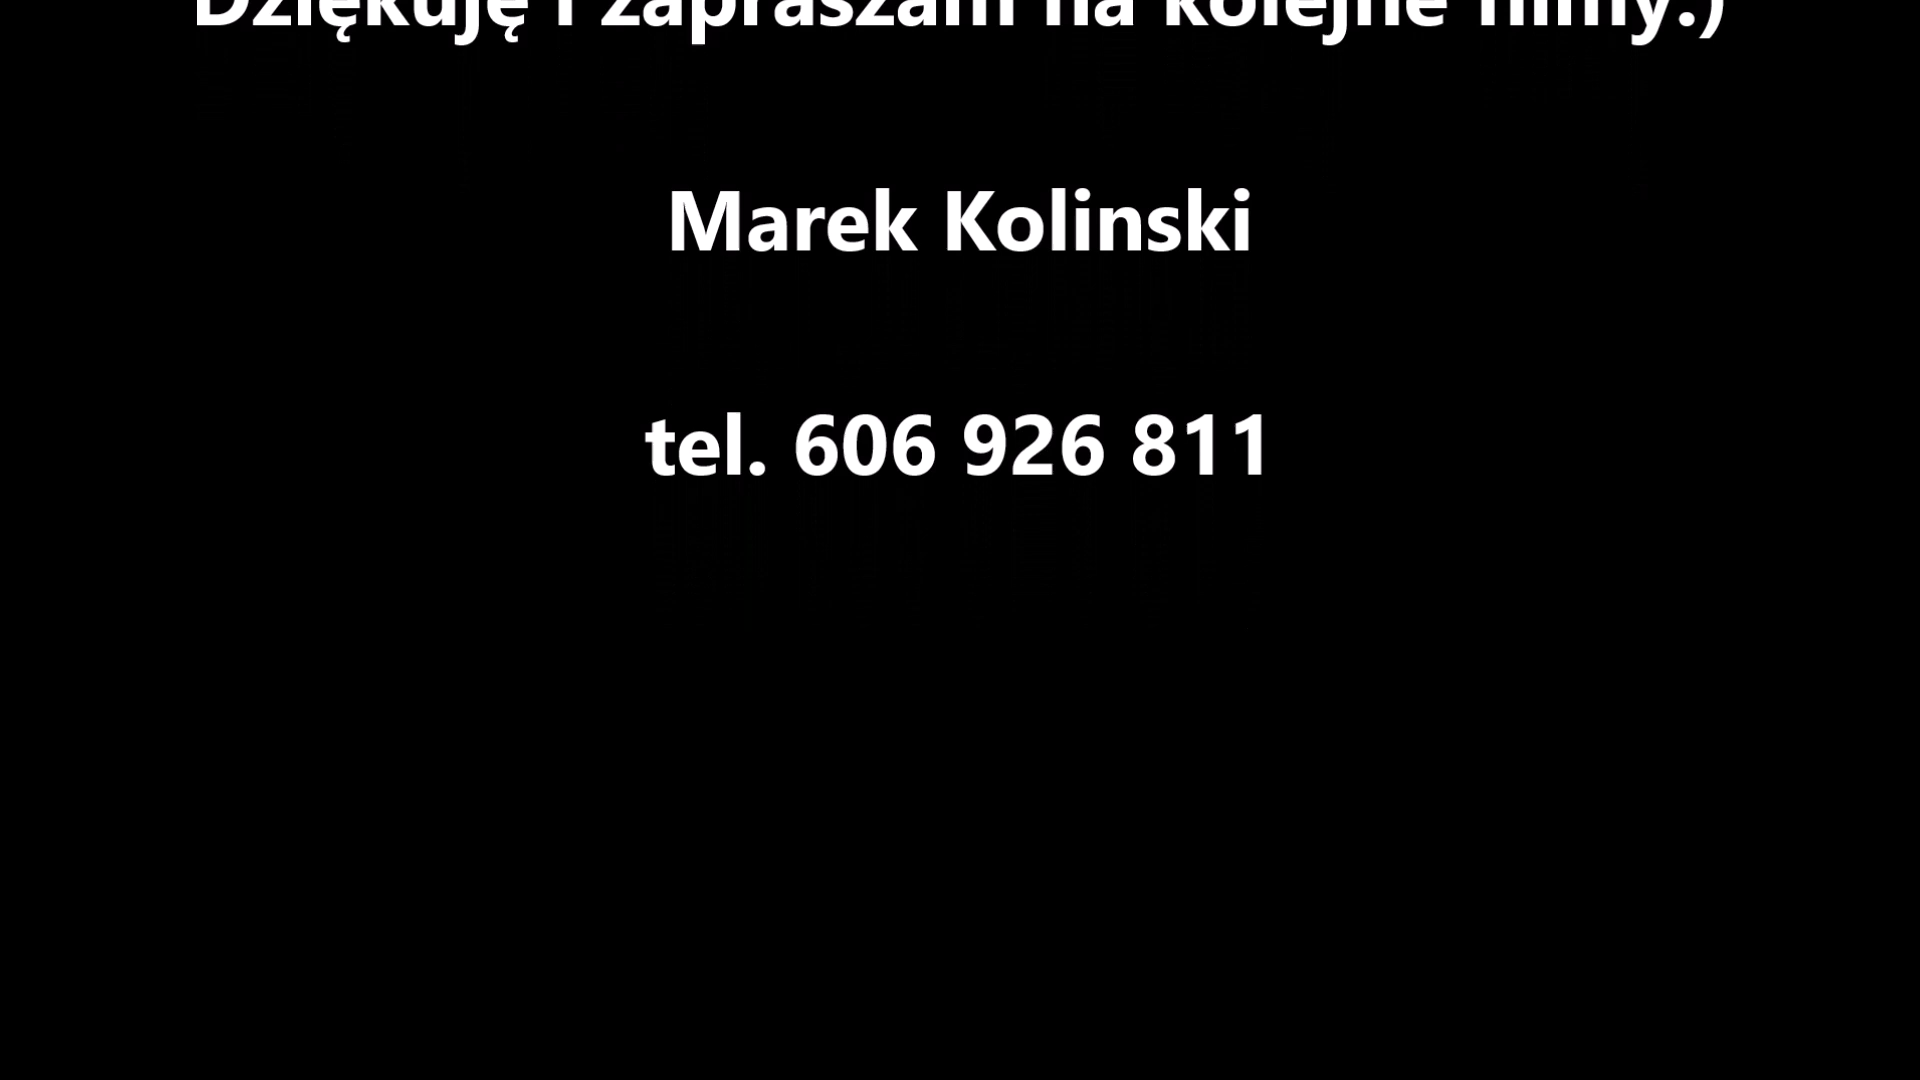 Dziękuję i zapraszam na kolejne filmy:)
Marek Kolinski
tel. 606 926 811